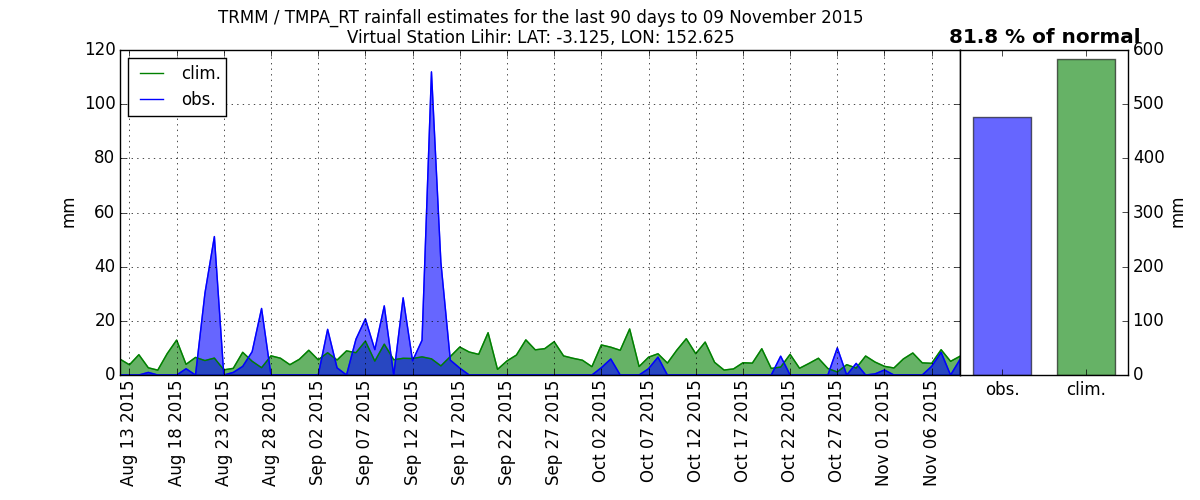 TRMM / TMPA_RT rainfall estimates for the last 90 days to 09 November 2015
Virtual Station Lihir: LAT: -3.125, LON: 152.625
81.8 % of normal
clim.
obs.
mm
120
100
80
60
40
20
0
Aug 13 2015
Aug 18 2015
Aug 23 2015
Aug 28 2015
Sep 02 2015
Sep 07 2015
Sep 12 2015
Sep 17 2015
Sep 22 2015
Sep 27 2015
Oct 02 2015
Oct 07 2015
Oct 12 2015
Oct 17 2015
Oct 22 2015
Oct 27 2015
Nov 01 2015
Nov 06 2015
obs.
clim.
600
500
400
300
200
100
0
mm